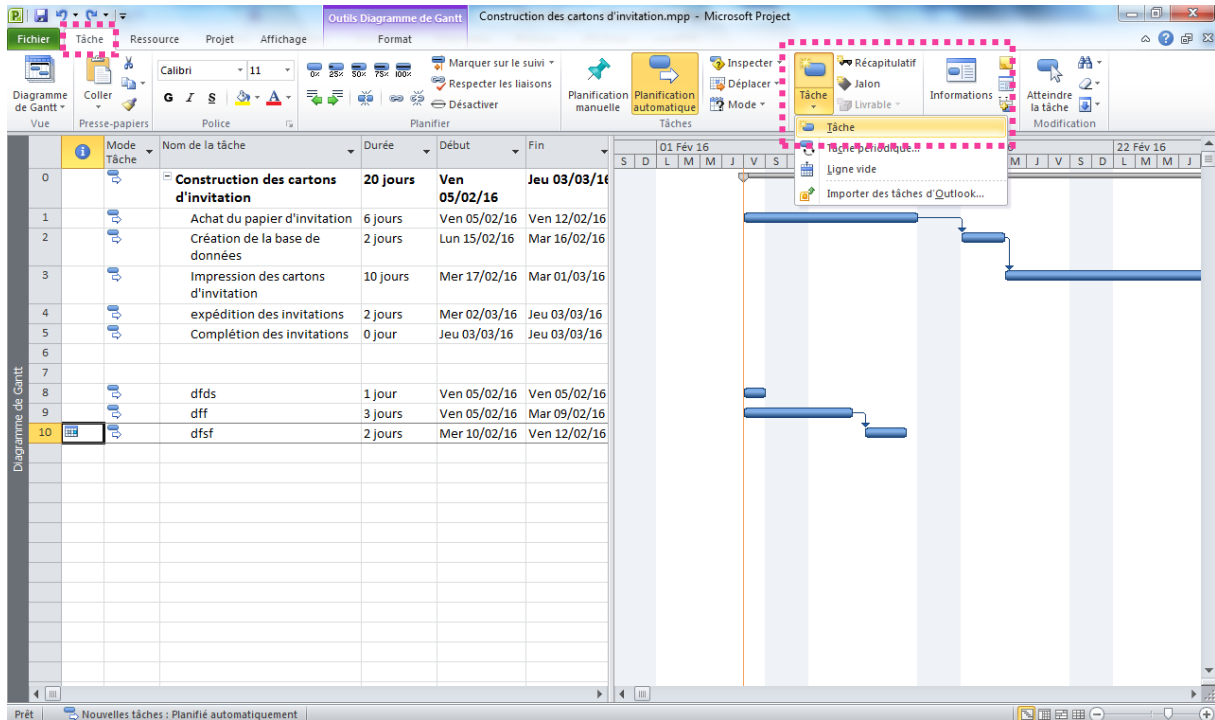 Outils Diagramme de Gantt
Construction des cartons d'invitation.mpp - Microsoft Project
Fichier Tâche Ressource Projet Affichage Format
Diagramme de Gantt
Vue
Coller
Presse-papiers
Calibri 11
G I S
Police
0% 25% 50% 75% 100%
Marquer sur le suivi
Respecter les liaisons
Désactiver
Planifier
Planification manuelle
Planification automatique
Inspecter
Déplacer
Mode
Tâches
Tâche
Récapitulatif
Jalon
Livrable
Informations
Atteindre la tâche
Modification
Tâche
Tâche périodique...
Ligne vide
Importer des tâches d'Outlook...
Mode Tâche Nom de la tâche Durée Début Fin
01 Fév 16 22 Fév 16
S D L M M J V S M J V S D L M M J
0 Construction des cartons d'invitation 20 jours Ven 05/02/16 Jeu 03/03/16
1 Achat du papier d'invitation 6 jours Ven 05/02/16 Ven 12/02/16
2 Création de la base de données 2 jours Lun 15/02/16 Mar 16/02/16
3 Impression des cartons d'invitation 10 jours Mer 17/02/16 Mar 01/03/16
4 expédition des invitations 2 jours Mer 02/03/16 Jeu 03/03/16
5 Complétion des invitations 0 jour Jeu 03/03/16 Jeu 03/03/16
6
7
8 dfds 1 jour Ven 05/02/16 Ven 05/02/16
9 dff 3 jours Ven 05/02/16 Mar 09/02/16
10 dfsf 2 jours Mer 10/02/16 Ven 12/02/16
Diagramme de Gantt
Prêt Nouvelles tâches : Planifié automatiquement